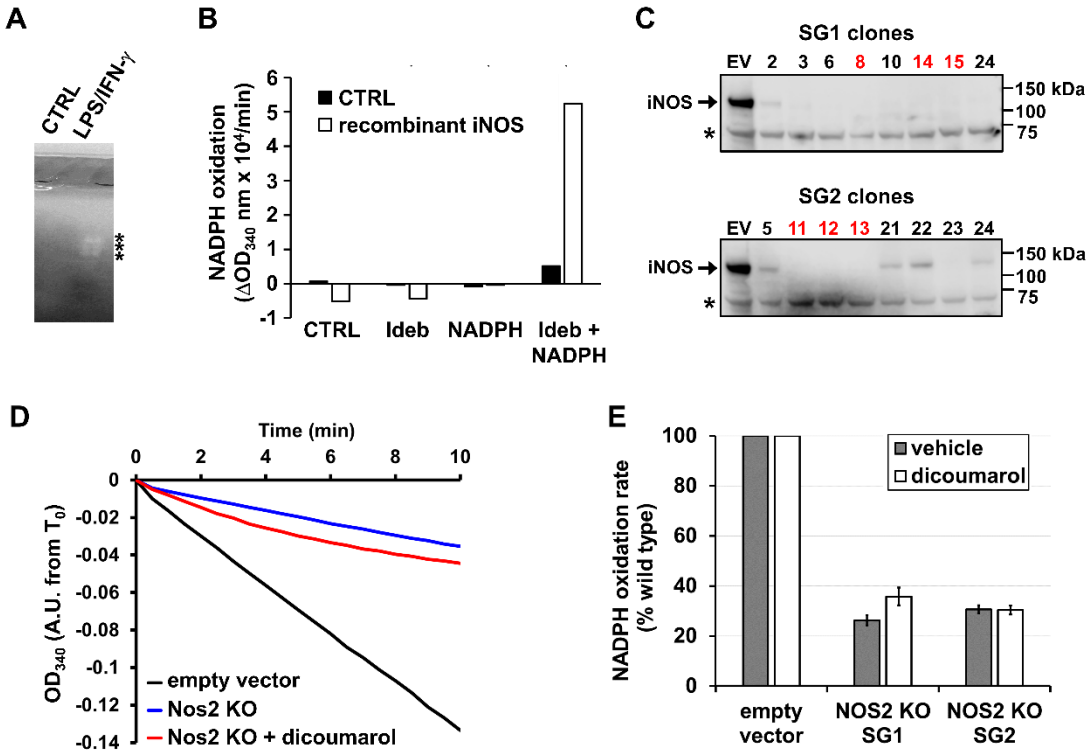 A
CTRL
LPS/IFN-γ
***
B
NADPH oxidation
(ΔOD340 nm x 10⁴/min)
6
5
4
3
2
1
0
-1
CTRL
recombinant iNOS
CTRL Ideb NADPH Ideb +
NADPH
C
SG1 clones
EV 2 3 6 8 10 14 15 24
iNOS
*
150 kDa
100
75
SG2 clones
EV 5 11 12 13 21 22 23 24
iNOS
*
150 kDa
100
75
D
Time (min)
0 2 4 6 8 10
OD340 (A.U. from T0)
0
-0.02
-0.04
-0.06
-0.08
-0.1
-0.12
-0.14
empty vector
Nos2 KO
Nos2 KO + dicoumarol
E
NADPH oxidation rate
(% wild type)
100
80
60
40
20
0
vehicle
dicoumarol
empty
vector
NOS2 KO
SG1
NOS2 KO
SG2